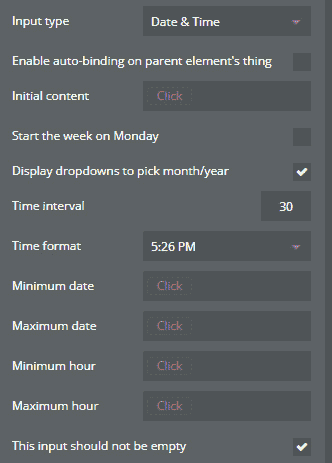 Input type Date & Time
Enable auto-binding on parent element's thing
Initial content Click
Start the week on Monday
Display dropdowns to pick month/year
Time interval 30
Time format 5:26 PM
Minimum date Click
Maximum date Click
Minimum hour Click
Maximum hour Click
This input should not be empty